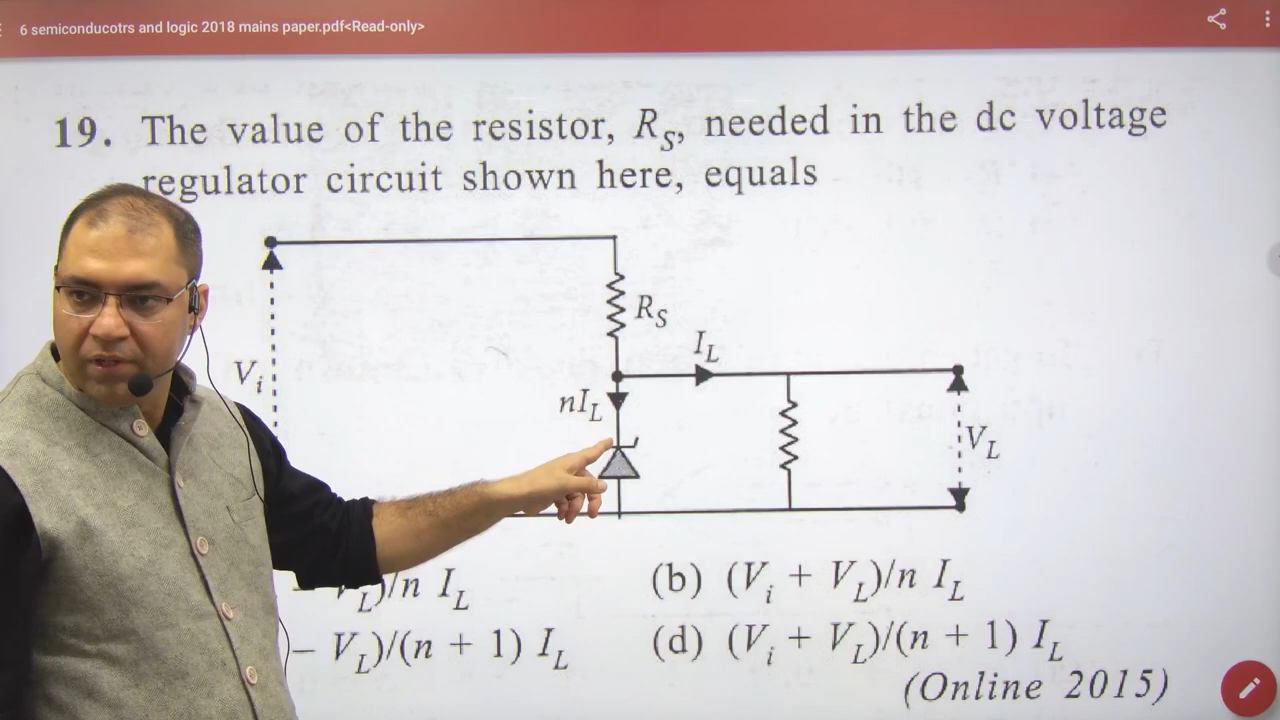 6 semiconducotrs and logic 2018 mains paper.pdf<Read-only>
19. The value of the resistor, R_S, needed in the dc voltage
regulator circuit shown here, equals
R_S
I_L
V_i
nI_L
V_L
– V_L)/n I_L
(b) (V_i + V_L)/n I_L
– V_L)/(n + 1) I_L
(d) (V_i + V_L)/(n + 1) I_L
(Online 2015)